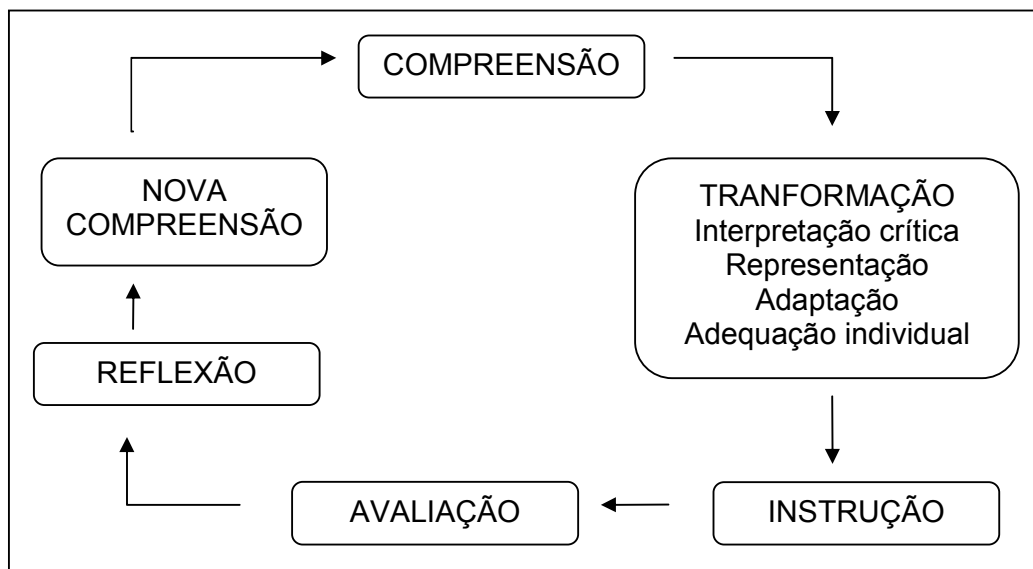 COMPREENSÃO
TRANFORMAÇÃO
Interpretação crítica
Representação
Adaptação
Adequação individual
INSTRUÇÃO
AVALIAÇÃO
REFLEXÃO
NOVA
COMPREENSÃO